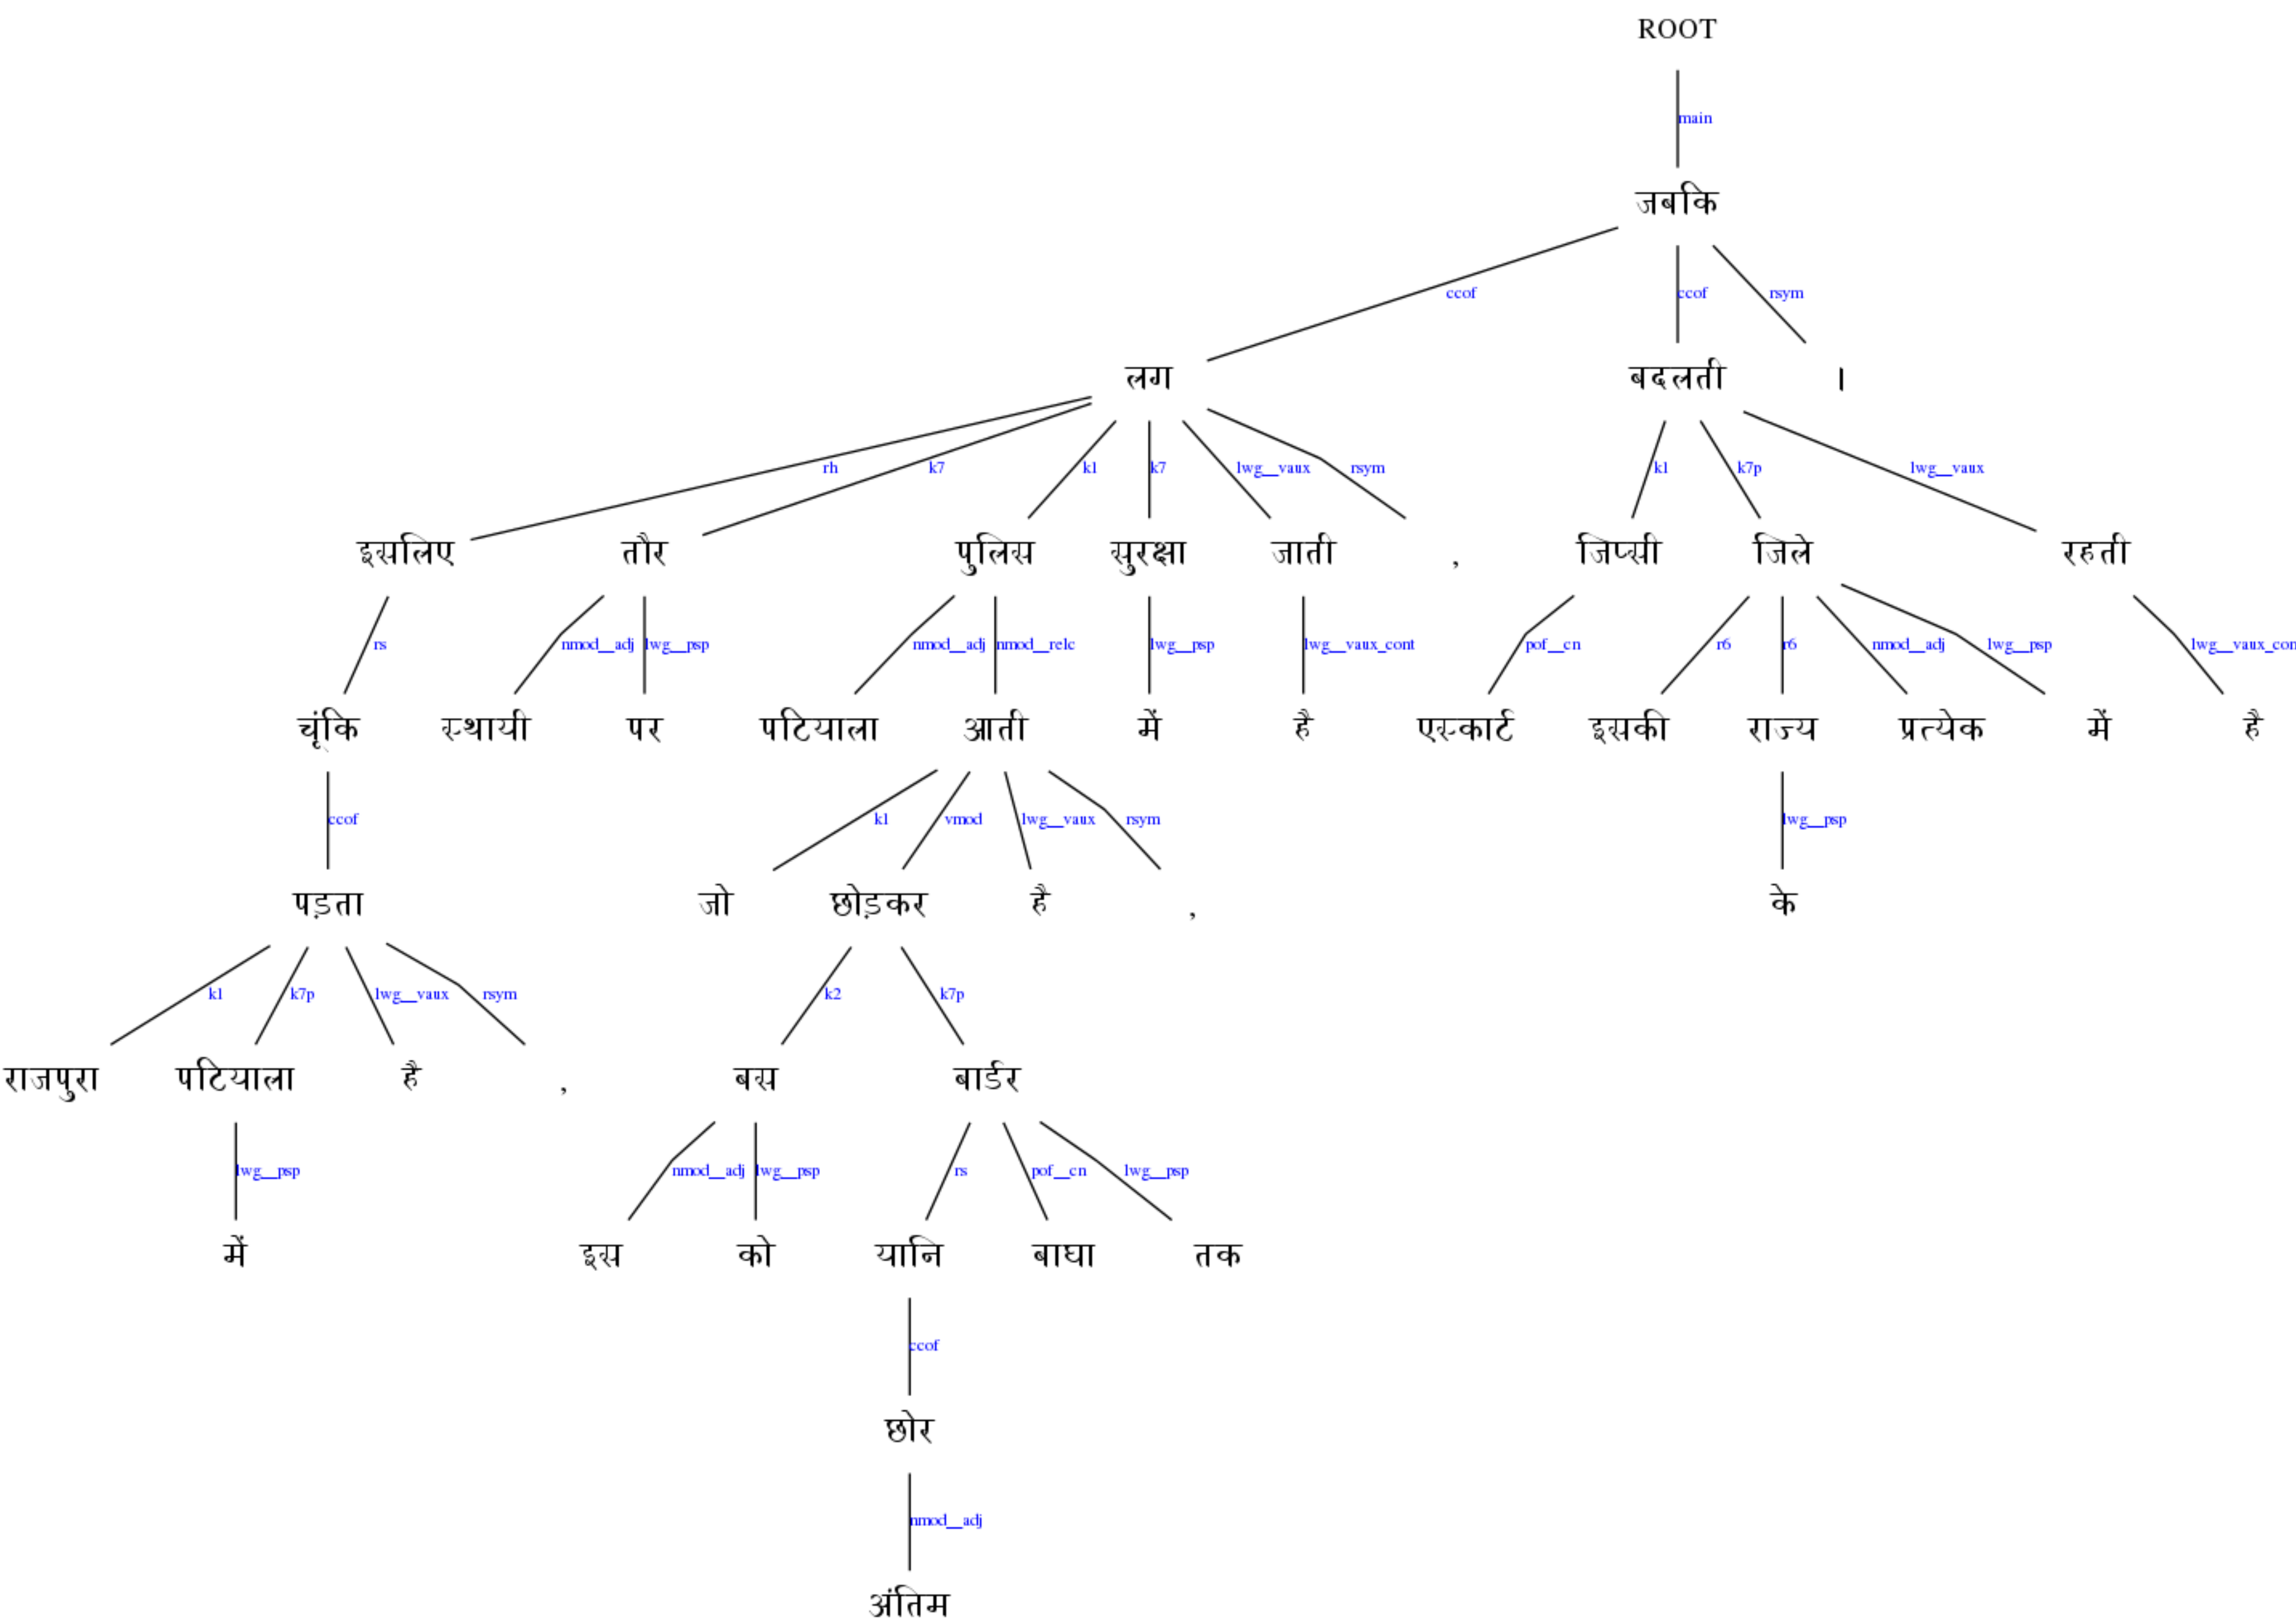 ROOT
main
जबकि
ccof ccof rsym
लग बदलती ।
rh k7 k1 k7 lwg__vaux rsym k1 k7p lwg__vaux
इसलिए तौर पुलिस सुरक्षा जाती , जिप्सी जिले रहती
rs nmod__adj lwg__psp nmod__adj nmod__relc lwg__psp lwg__vaux_cont pof__cn r6 r6 nmod__adj lwg__psp lwg__vaux_con
चूंकि स्थायी पर पटियाला आती में है एस्कार्ट इसकी राज्य प्रत्येक में है
ccof k1 vmod lwg__vaux rsym lwg__psp
पड़ता जो छोड़कर है , के
k1 k7p lwg__vaux rsym k2 k7p
राजपुरा पटियाला है , बस बार्डर
lwg__psp nmod__adj lwg__psp rs pof__cn lwg__psp
में इस को यानि बाघा तक
ccof
छोर
nmod__adj
अंतिम